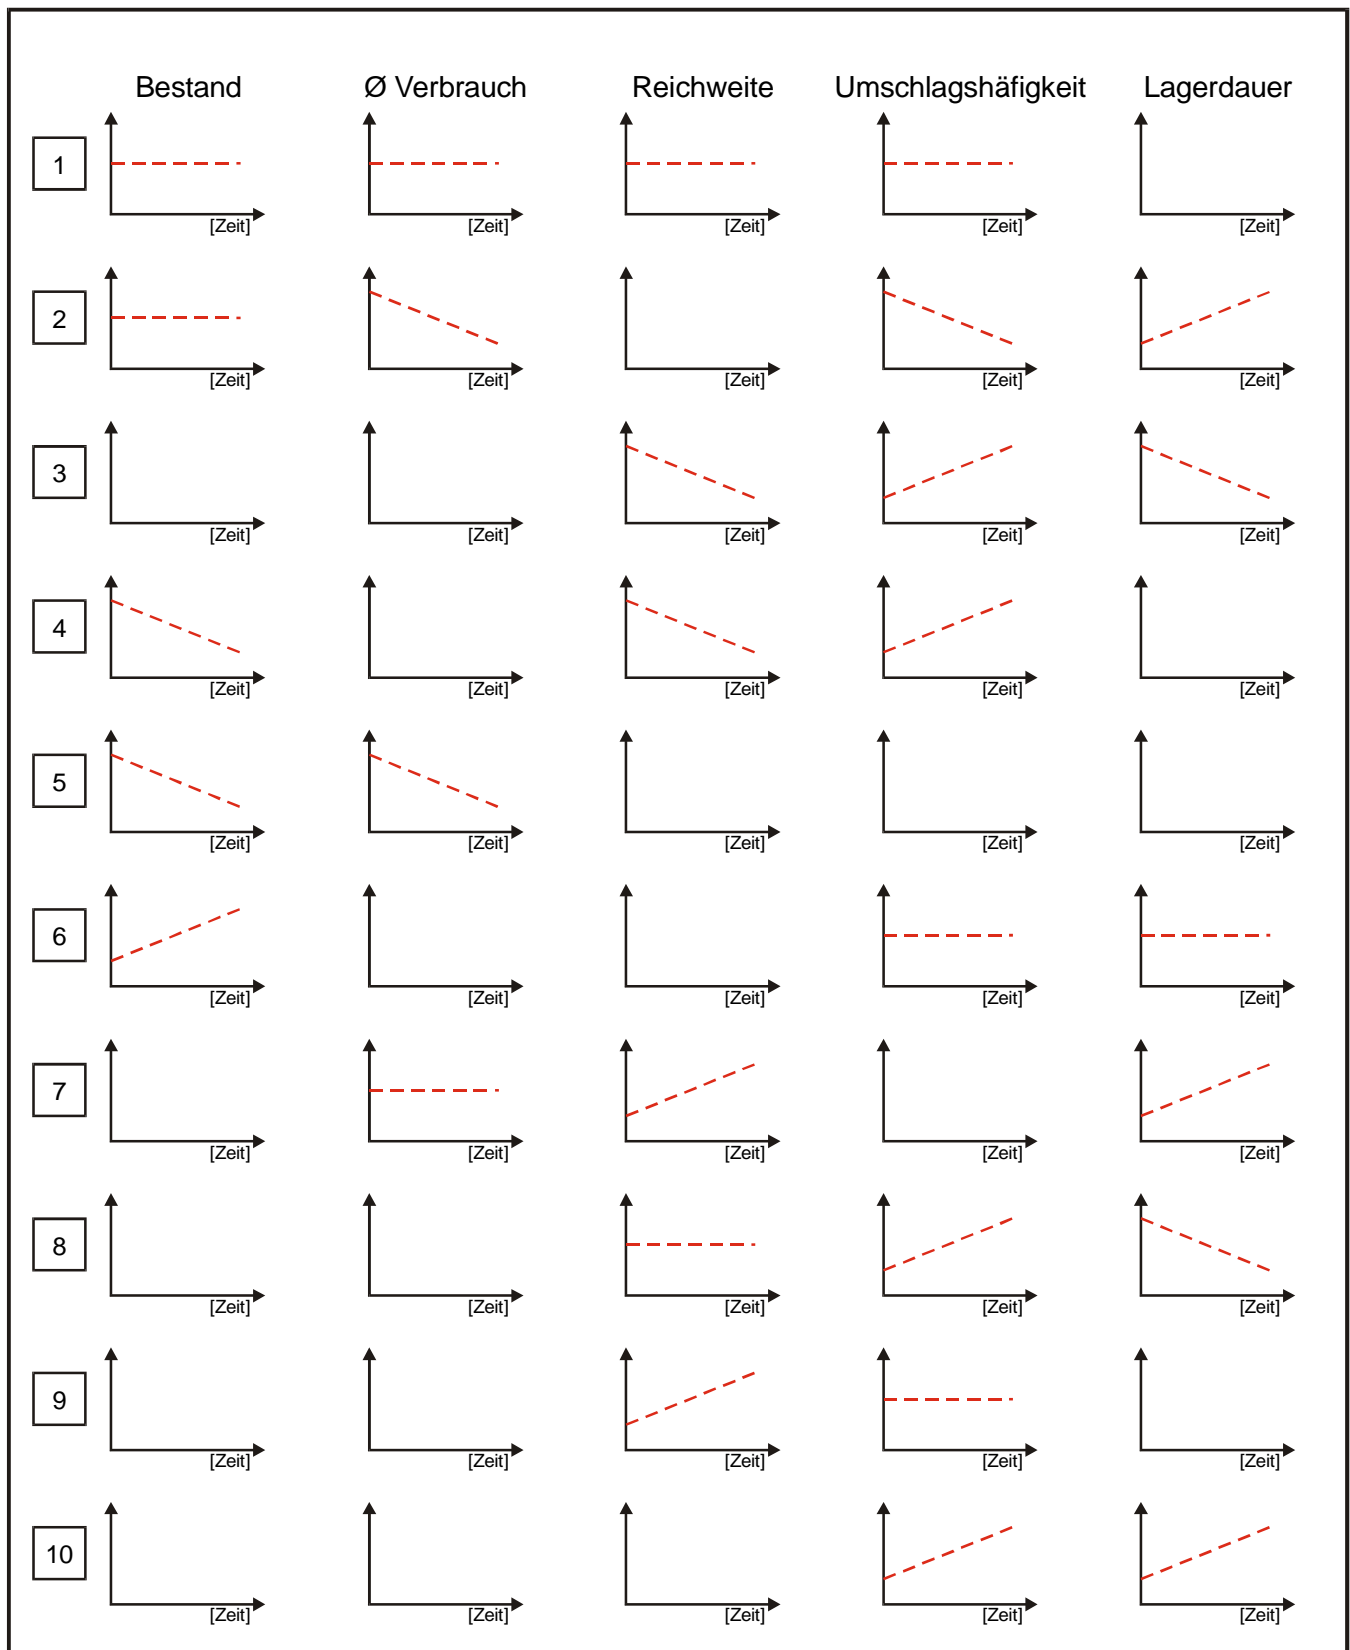 Bestand Ø Verbrauch Reichweite Umschlagshäfigkeit Lagerdauer
1
[Zeit] [Zeit] [Zeit] [Zeit] [Zeit]
2
[Zeit] [Zeit] [Zeit] [Zeit] [Zeit]
3
[Zeit] [Zeit] [Zeit] [Zeit] [Zeit]
4
[Zeit] [Zeit] [Zeit] [Zeit] [Zeit]
5
[Zeit] [Zeit] [Zeit] [Zeit] [Zeit]
6
[Zeit] [Zeit] [Zeit] [Zeit] [Zeit]
7
[Zeit] [Zeit] [Zeit] [Zeit] [Zeit]
8
[Zeit] [Zeit] [Zeit] [Zeit] [Zeit]
9
[Zeit] [Zeit] [Zeit] [Zeit] [Zeit]
10
[Zeit] [Zeit] [Zeit] [Zeit] [Zeit]